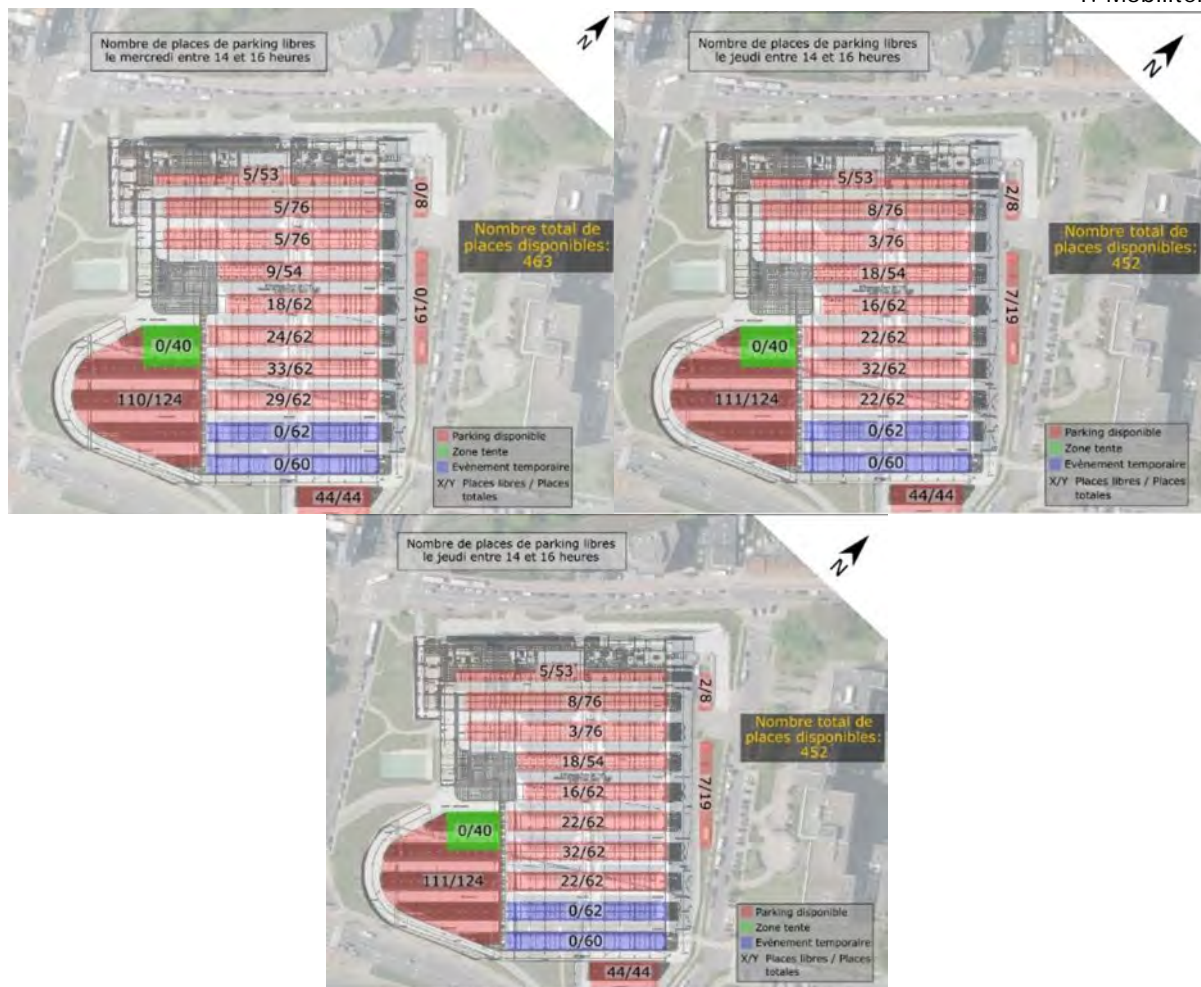 Nombre de places de parking libres
le mercredi entre 14 et 16 heures
N
5/53
0/8
5/76
5/76
Nombre total de
places disponibles:
463
9/54
18/62
0/19
24/62
0/40
33/62
110/124
29/62
0/62
0/60
44/44
Parking disponible
Zone tente
Evènement temporaire
X/Y Places libres / Places
totales
Nombre de places de parking libres
le jeudi entre 14 et 16 heures
N
5/53
2/8
8/76
3/76
Nombre total de
places disponibles:
452
18/54
16/62
7/19
22/62
0/40
32/62
111/124
22/62
0/62
0/60
44/44
Parking disponible
Zone tente
Evènement temporaire
X/Y Places libres / Places
totales
Nombre de places de parking libres
le jeudi entre 14 et 16 heures
N
5/53
2/8
8/76
3/76
Nombre total de
places disponibles:
452
18/54
16/62
7/19
22/62
0/40
32/62
111/124
22/62
0/62
0/60
44/44
Parking disponible
Zone tente
Evènement temporaire
X/Y Places libres / Places
totales